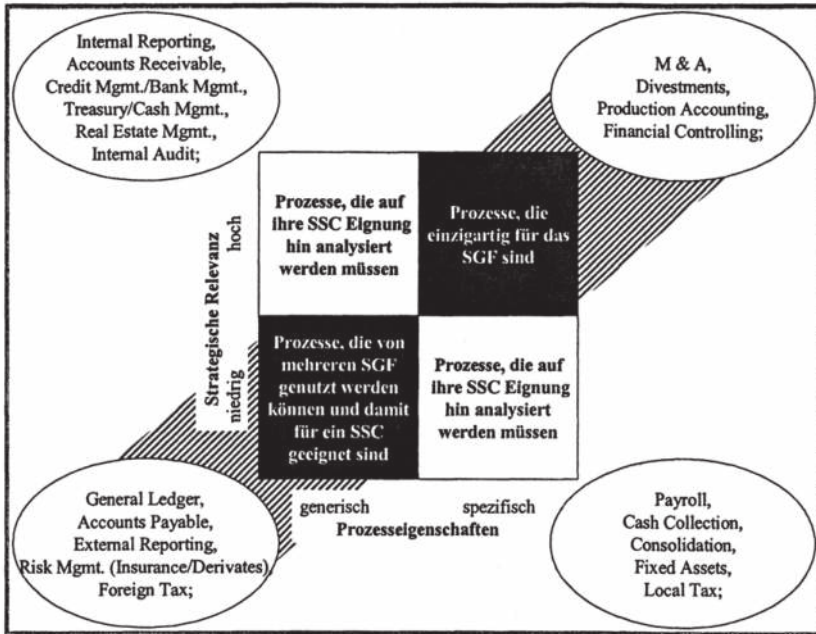 Internal Reporting,
Accounts Receivable,
Credit Mgmt./Bank Mgmt.,
Treasury/Cash Mgmt.,
Real Estate Mgmt.,
Internal Audit;
M & A,
Divestments,
Production Accounting,
Financial Controlling;
Strategische Relevanz
hoch
niedrig
Prozesse, die auf
ihre SSC Eignung
hin analysiert
werden müssen
Prozesse, die
einzigartig für das
SGF sind
Prozesse, die von
mehreren SGF
genutzt werden
können und damit
für ein SSC
geeignet sind
Prozesse, die auf
ihre SSC Eignung
hin analysiert
werden müssen
generisch
spezifisch
Prozesseigenschaften
General Ledger,
Accounts Payable,
External Reporting,
Risk Mgmt. (Insurance/Derivates),
Foreign Tax;
Payroll,
Cash Collection,
Consolidation,
Fixed Assets,
Local Tax;